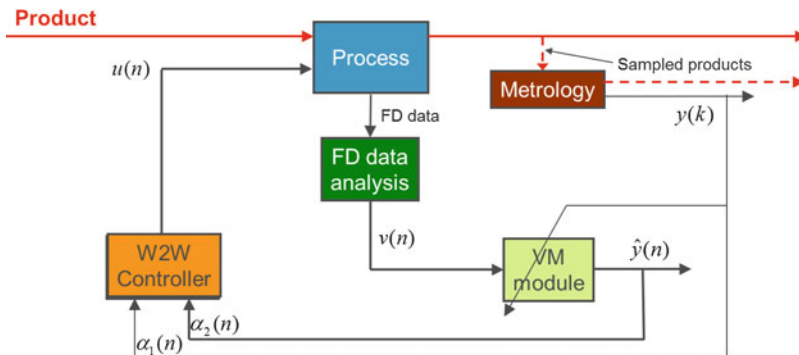 Product
Process
Sampled products
u(n)
Metrology
FD data
y(k)
FD data
analysis
v(n)
W2W
Controller
VM
module
ŷ(n)
α₂(n)
α₁(n)